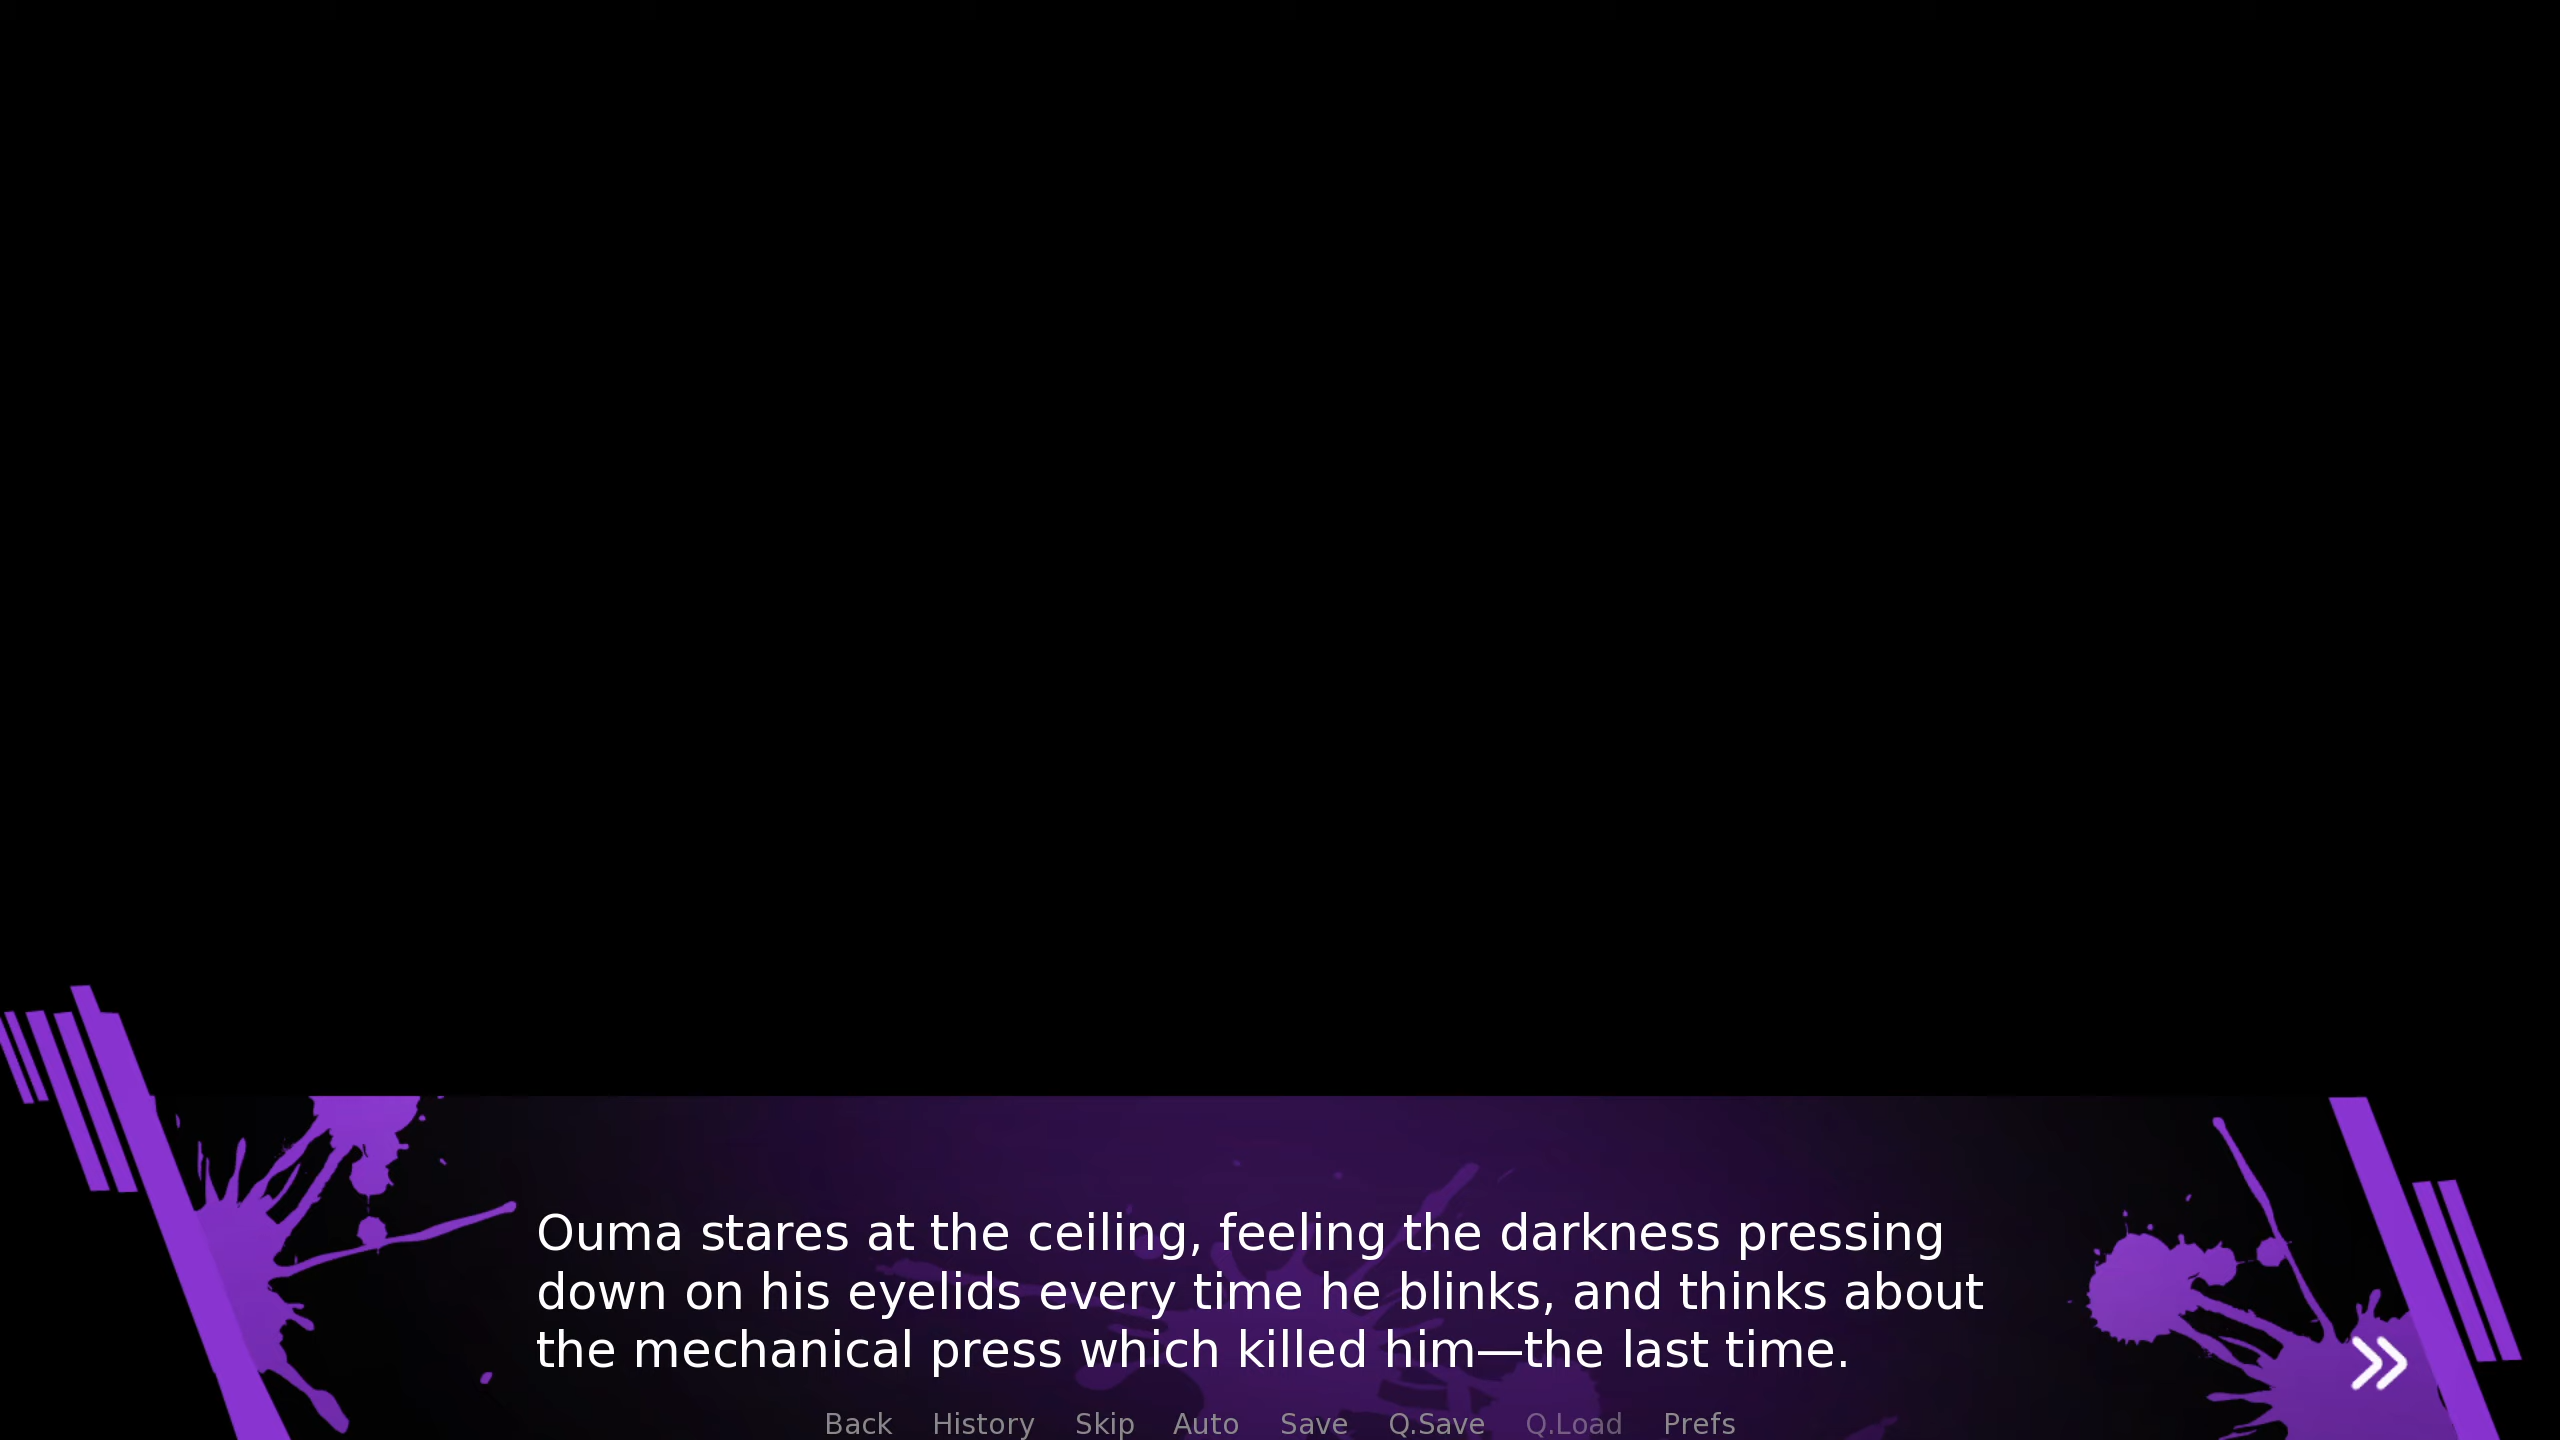 Ouma stares at the ceiling, feeling the darkness pressing
down on his eyelids every time he blinks, and thinks about
the mechanical press which killed him—the last time.
Back History Skip Auto Save Q.Save Q.Load Prefs